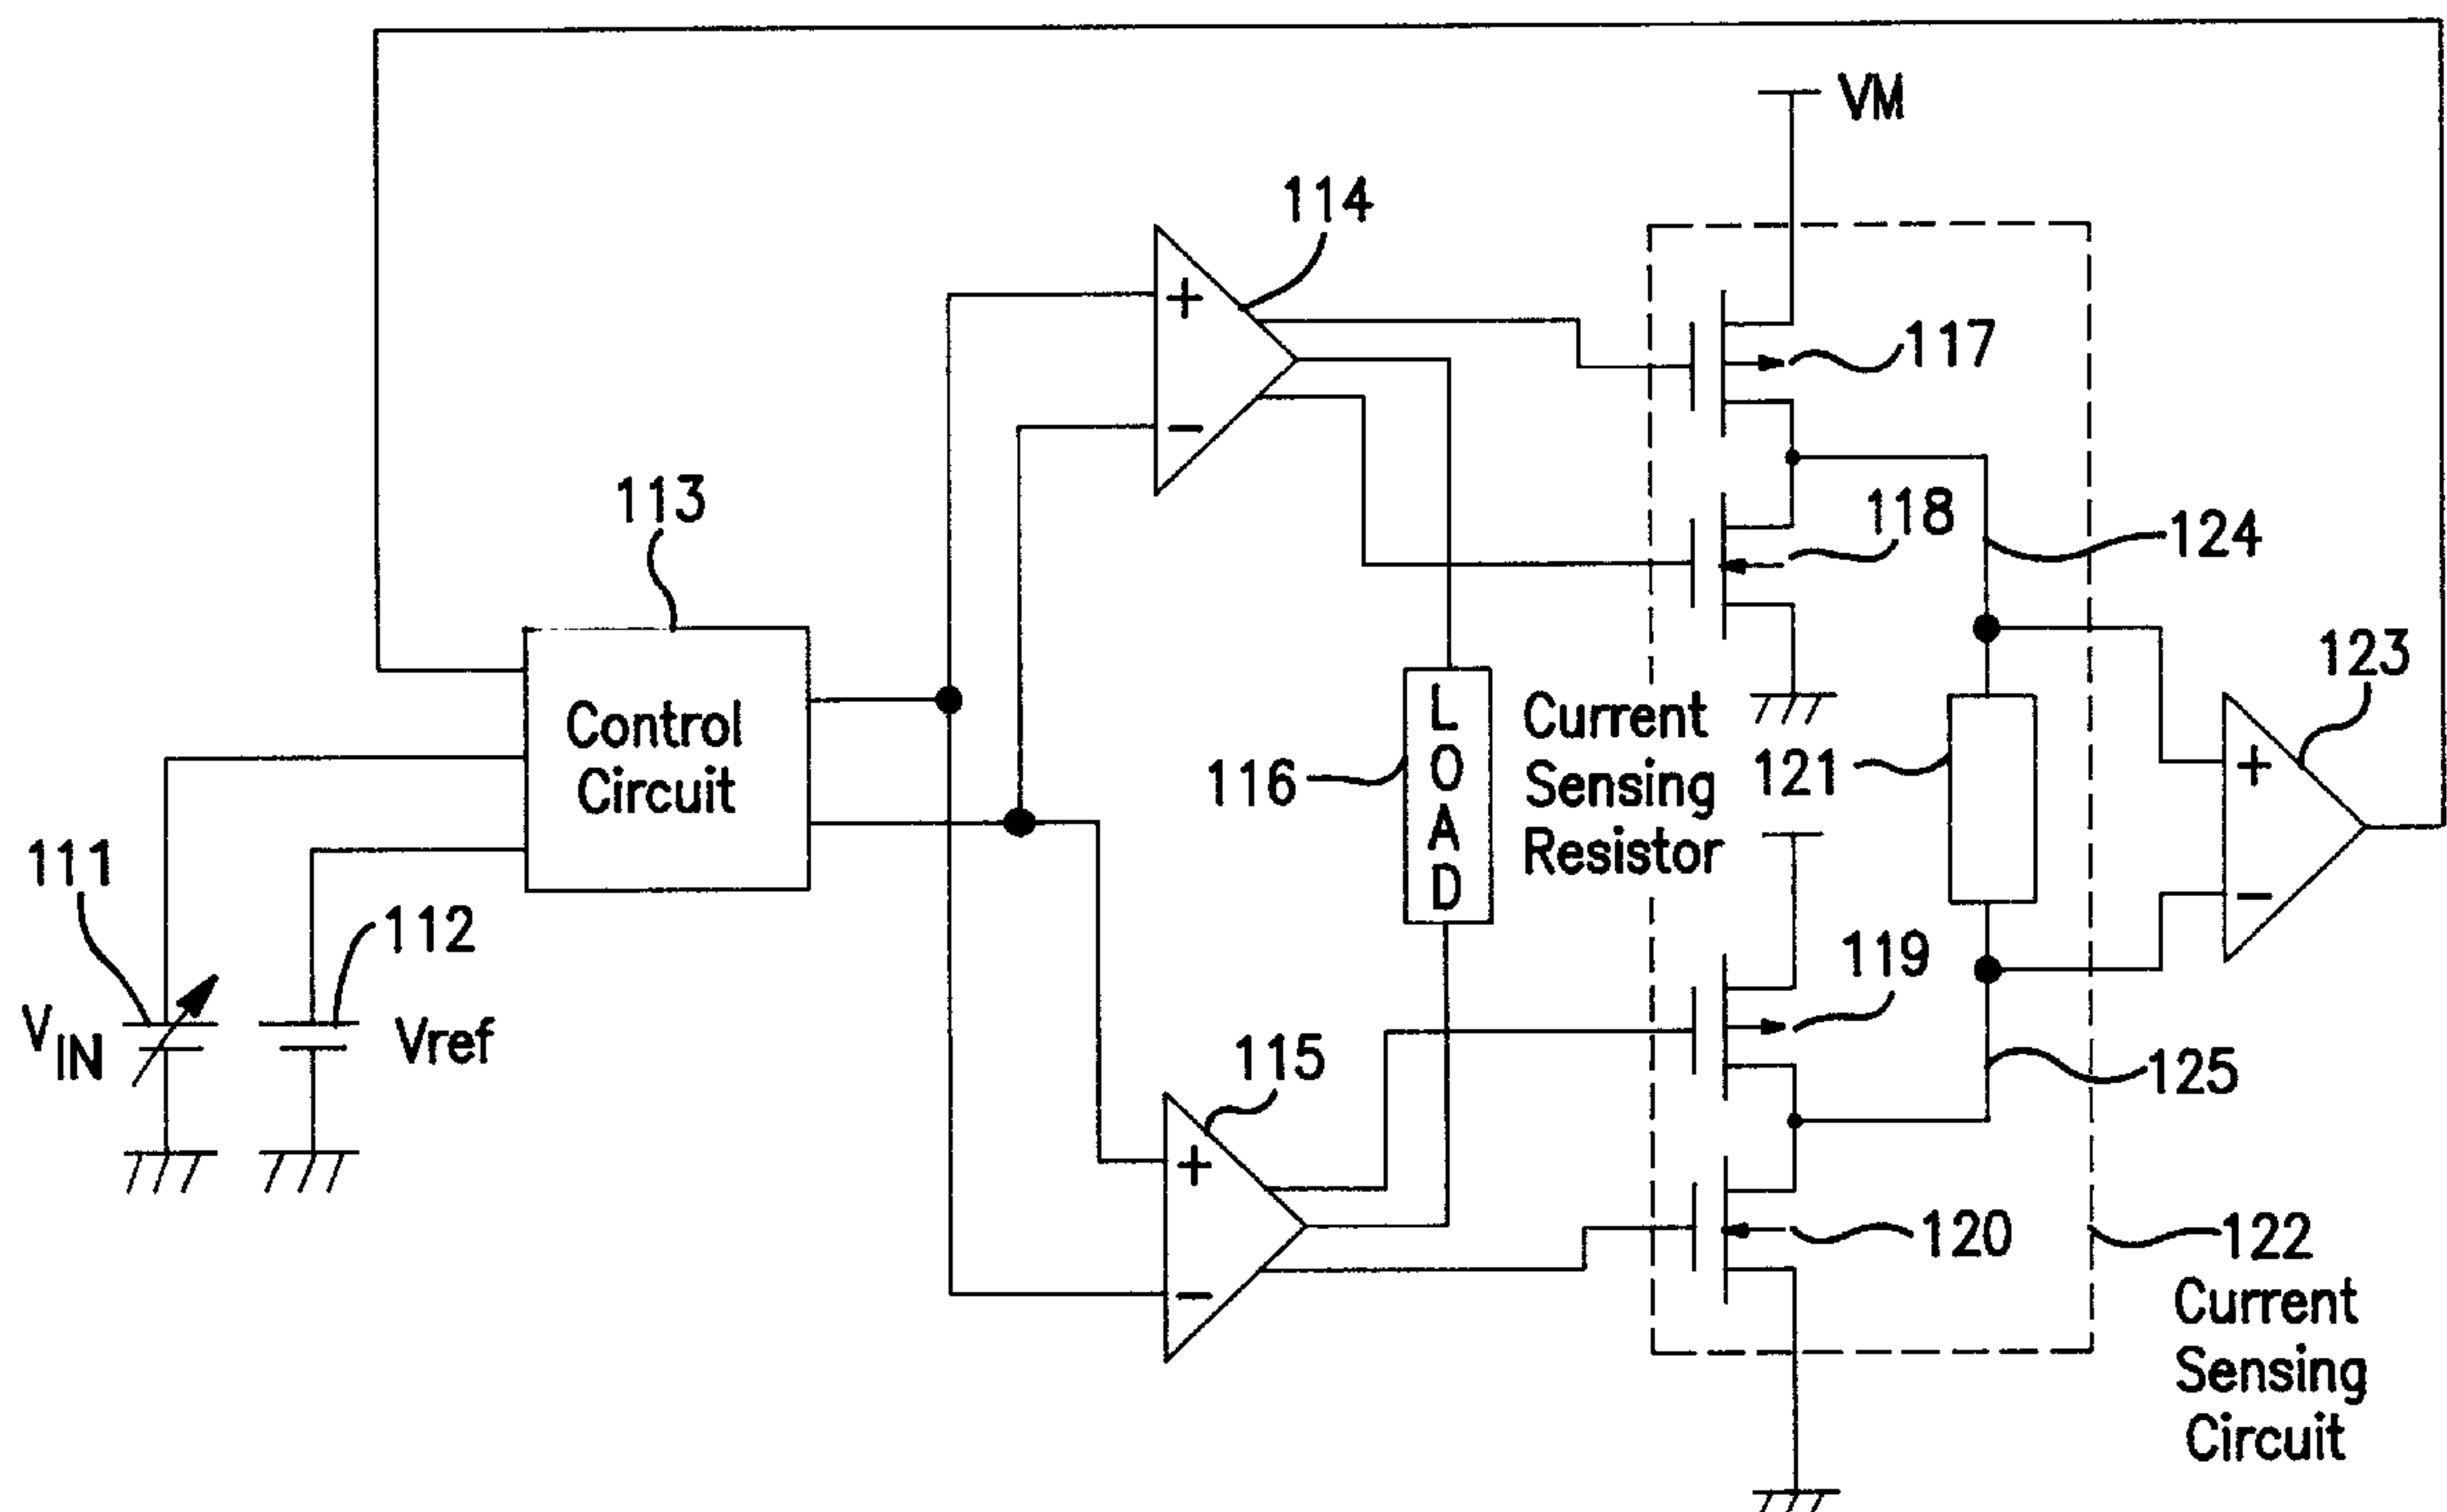 VM
114
117
113
118
124
Control
Circuit
LOAD
116
Current
Sensing
Resistor
121
123
+
−
+
−
111
112
VIN
Vref
119
115
125
+
−
120
122
Current
Sensing
Circuit